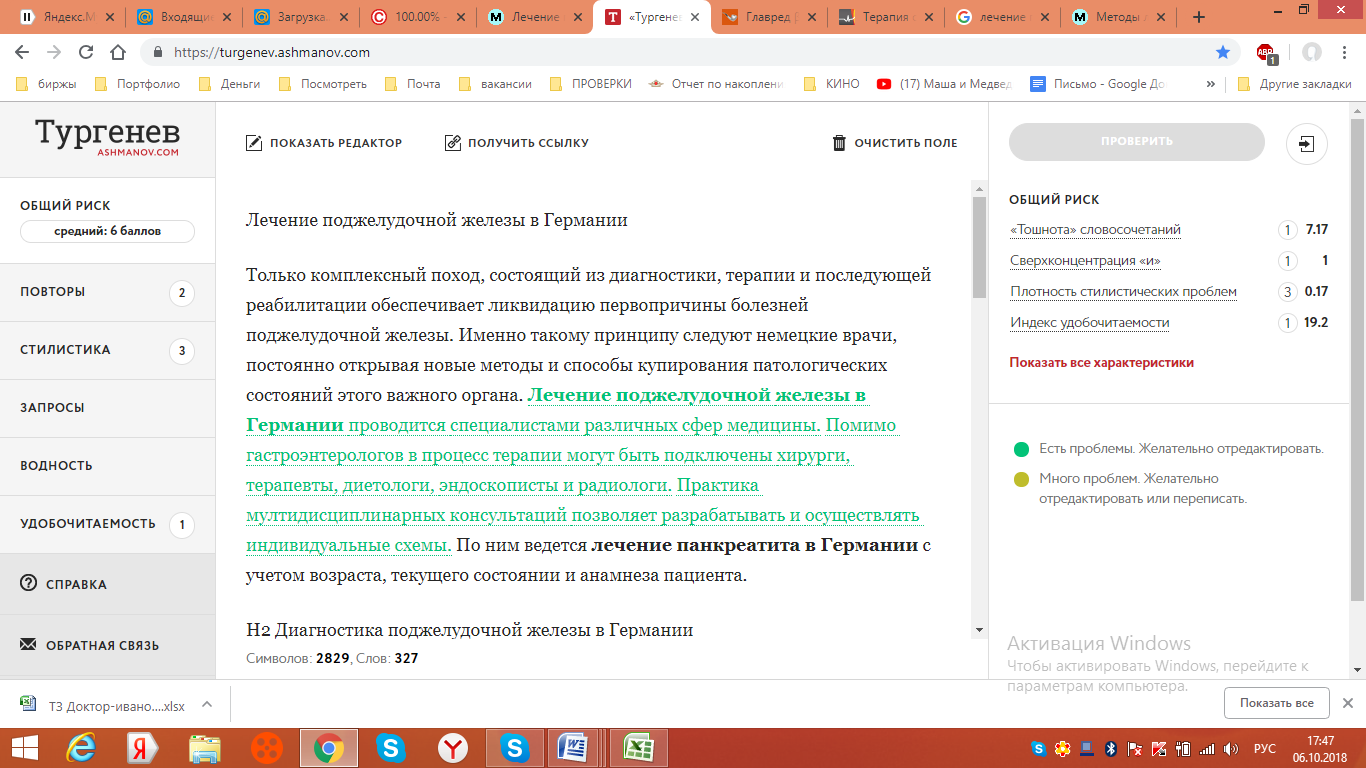 Яндекс.М
Входящие
Загрузка
100.00%
Лечение
«Тургенев
Главред
Терапия
лечение
Методы
https://turgenev.ashmanov.com
ABP
1
биржы
Портфолио
Деньги
Посмотреть
Почта
вакансии
ПРОВЕРКИ
Отчет по накоплени
КИНО
(17) Маша и Медвед
Письмо - Google До
»
Другие закладки
Тургенев
ASHMANOV.COM
ОБЩИЙ РИСК
средний: 6 баллов
ПОВТОРЫ 2
СТИЛИСТИКА 3
ЗАПРОСЫ
ВОДНОСТЬ
УДОБОЧИТАЕМОСТЬ 1
СПРАВКА
ОБРАТНАЯ СВЯЗЬ
ПОКАЗАТЬ РЕДАКТОР
ПОЛУЧИТЬ ССЫЛКУ
ОЧИСТИТЬ ПОЛЕ
Лечение поджелудочной железы в Германии
Только комплексный поход, состоящий из диагностики, терапии и последующей
реабилитации обеспечивает ликвидацию первопричины болезней
поджелудочной железы. Именно такому принципу следуют немецкие врачи,
постоянно открывая новые методы и способы купирования патологических
состояний этого важного органа. Лечение поджелудочной железы в
Германии проводится специалистами различных сфер медицины. Помимо
гастроэнтерологов в процесс терапии могут быть подключены хирурги,
терапевты, диетологи, эндоскописты и радиологи. Практика
мултидисциплинарных консультаций позволяет разрабатывать и осуществлять
индивидуальные схемы. По ним ведется лечение панкреатита в Германии с
учетом возраста, текущего состоянии и анамнеза пациента.
H2 Диагностика поджелудочной железы в Германии
Символов: 2829, Слов: 327
ПРОВЕРИТЬ
ОБЩИЙ РИСК
«Тошнота» словосочетаний 1 7.17
Сверхконцентрация «и» 1 1
Плотность стилистических проблем 3 0.17
Индекс удобочитаемости 1 19.2
Показать все характеристики
Есть проблемы. Желательно отредактировать.
Много проблем. Желательно
отредактировать или переписать.
Активация Windows
Чтобы активировать Windows, перейдите к
параметрам компьютера.
ТЗ Доктор-ивано....xlsx
Показать все
РУС
17:47
06.10.2018